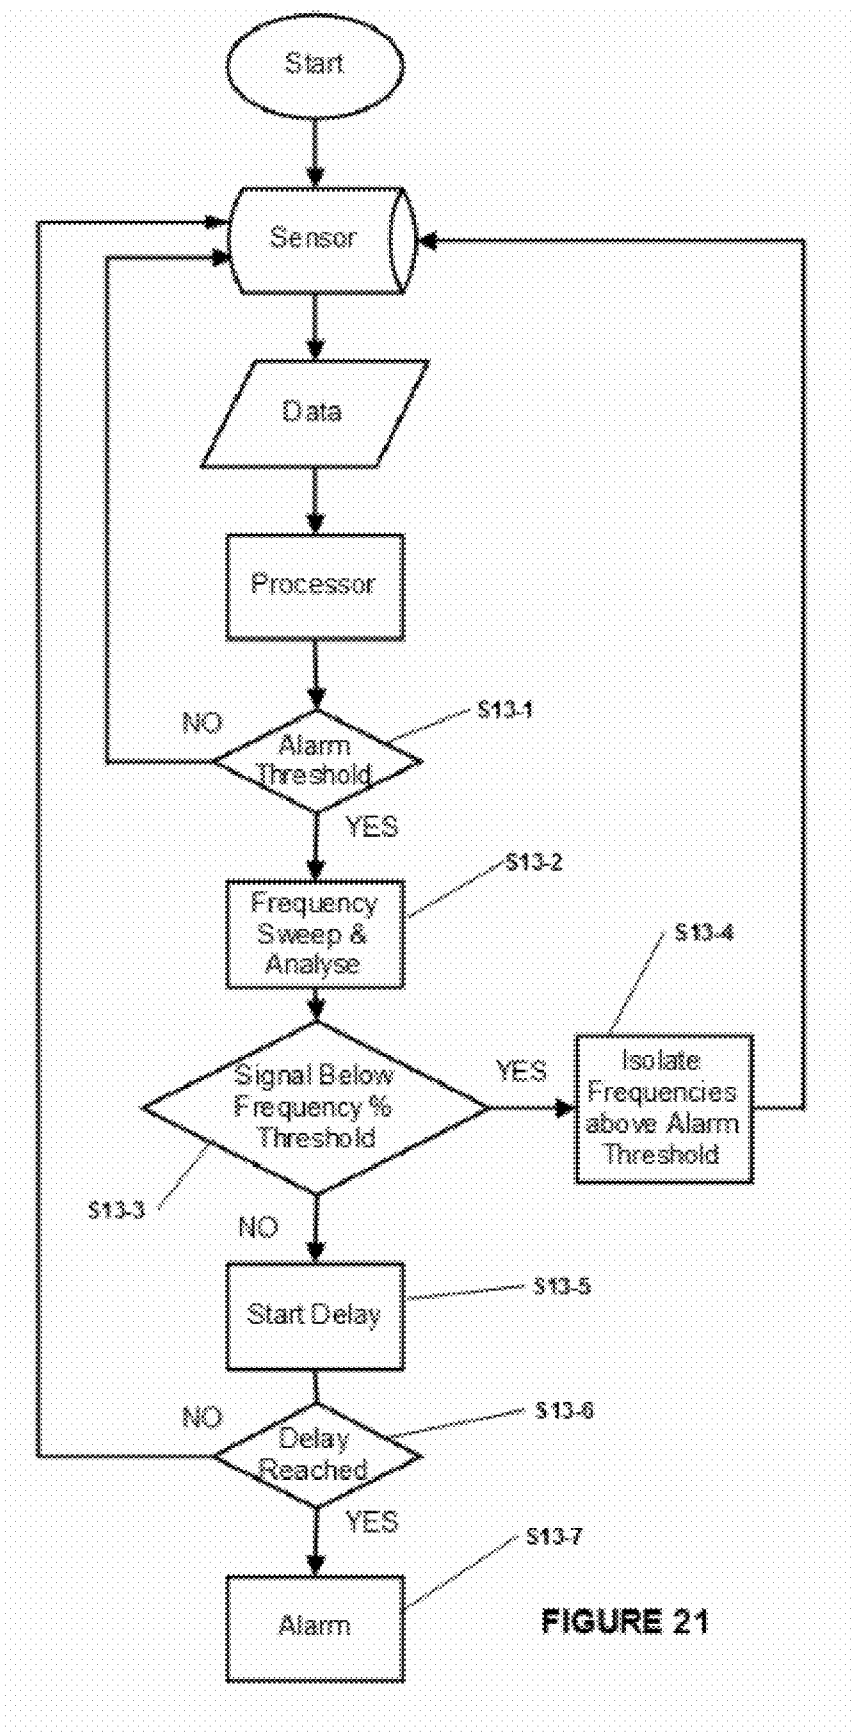 Start
Sensor
Data
Processor
NO
S13-1
Alarm
Threshold
YES
S13-2
Frequency
Sweep &
Analyse
S13-4
Signal Below
Frequency %
Threshold
YES
Isolate
Frequencies
above Alarm
Threshold
S13-3
NO
S13-5
Start Delay
NO
S13-6
Delay
Reached
YES
S13-7
Alarm
FIGURE 21